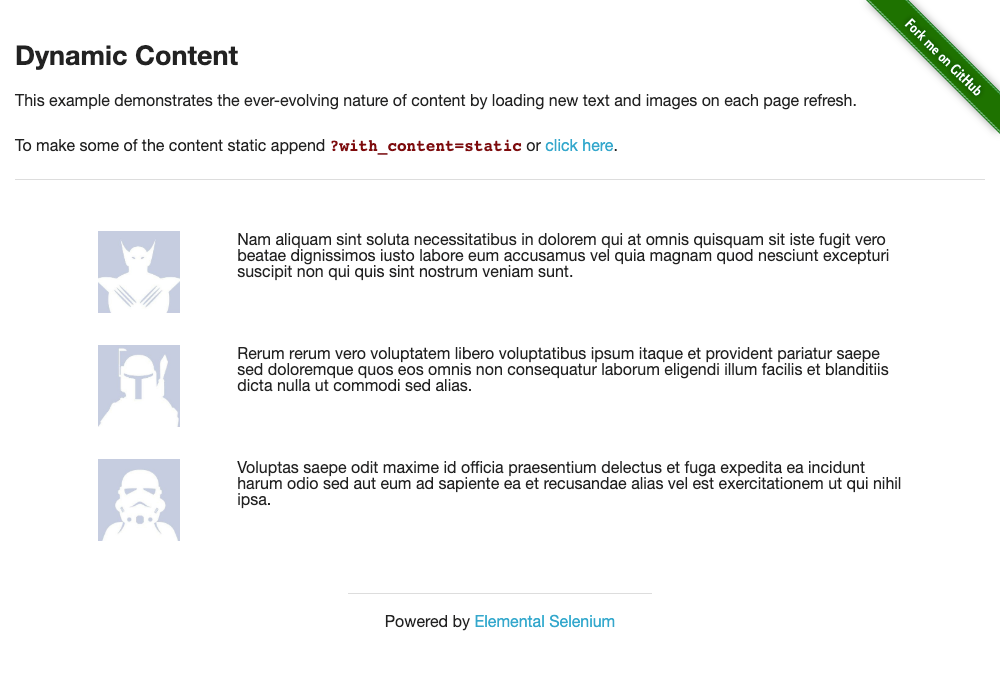 Fork me on GitHub
Dynamic Content
This example demonstrates the ever-evolving nature of content by loading new text and images on each page refresh.
To make some of the content static append ?with_content=static or click here.
Nam aliquam sint soluta necessitatibus in dolorem qui at omnis quisquam sit iste fugit vero
beatae dignissimos iusto labore eum accusamus vel quia magnam quod nesciunt excepturi
suscipit non qui quis sint nostrum veniam sunt.
Rerum rerum vero voluptatem libero voluptatibus ipsum itaque et provident pariatur saepe
sed doloremque quos eos omnis non consequatur laborum eligendi illum facilis et blanditiis
dicta nulla ut commodi sed alias.
Voluptas saepe odit maxime id officia praesentium delectus et fuga expedita ea incidunt
harum odio sed aut eum ad sapiente ea et recusandae alias vel est exercitationem ut qui nihil
ipsa.
Powered by Elemental Selenium